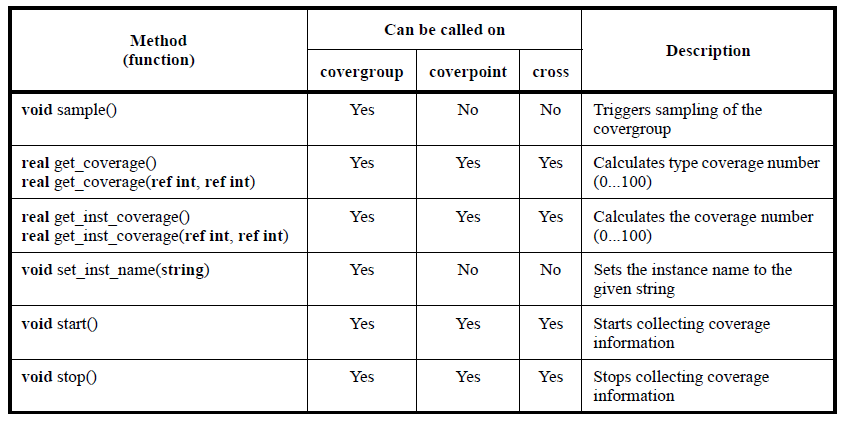 Method
(function)
Can be called on
Description
covergroup
coverpoint
cross
void sample()
Yes
No
No
Triggers sampling of the
covergroup
real get_coverage()
real get_coverage(ref int, ref int)
Yes
Yes
Yes
Calculates type coverage number
(0...100)
real get_inst_coverage()
real get_inst_coverage(ref int, ref int)
Yes
Yes
Yes
Calculates the coverage number
(0...100)
void set_inst_name(string)
Yes
No
No
Sets the instance name to the
given string
void start()
Yes
Yes
Yes
Starts collecting coverage
information
void stop()
Yes
Yes
Yes
Stops collecting coverage
information